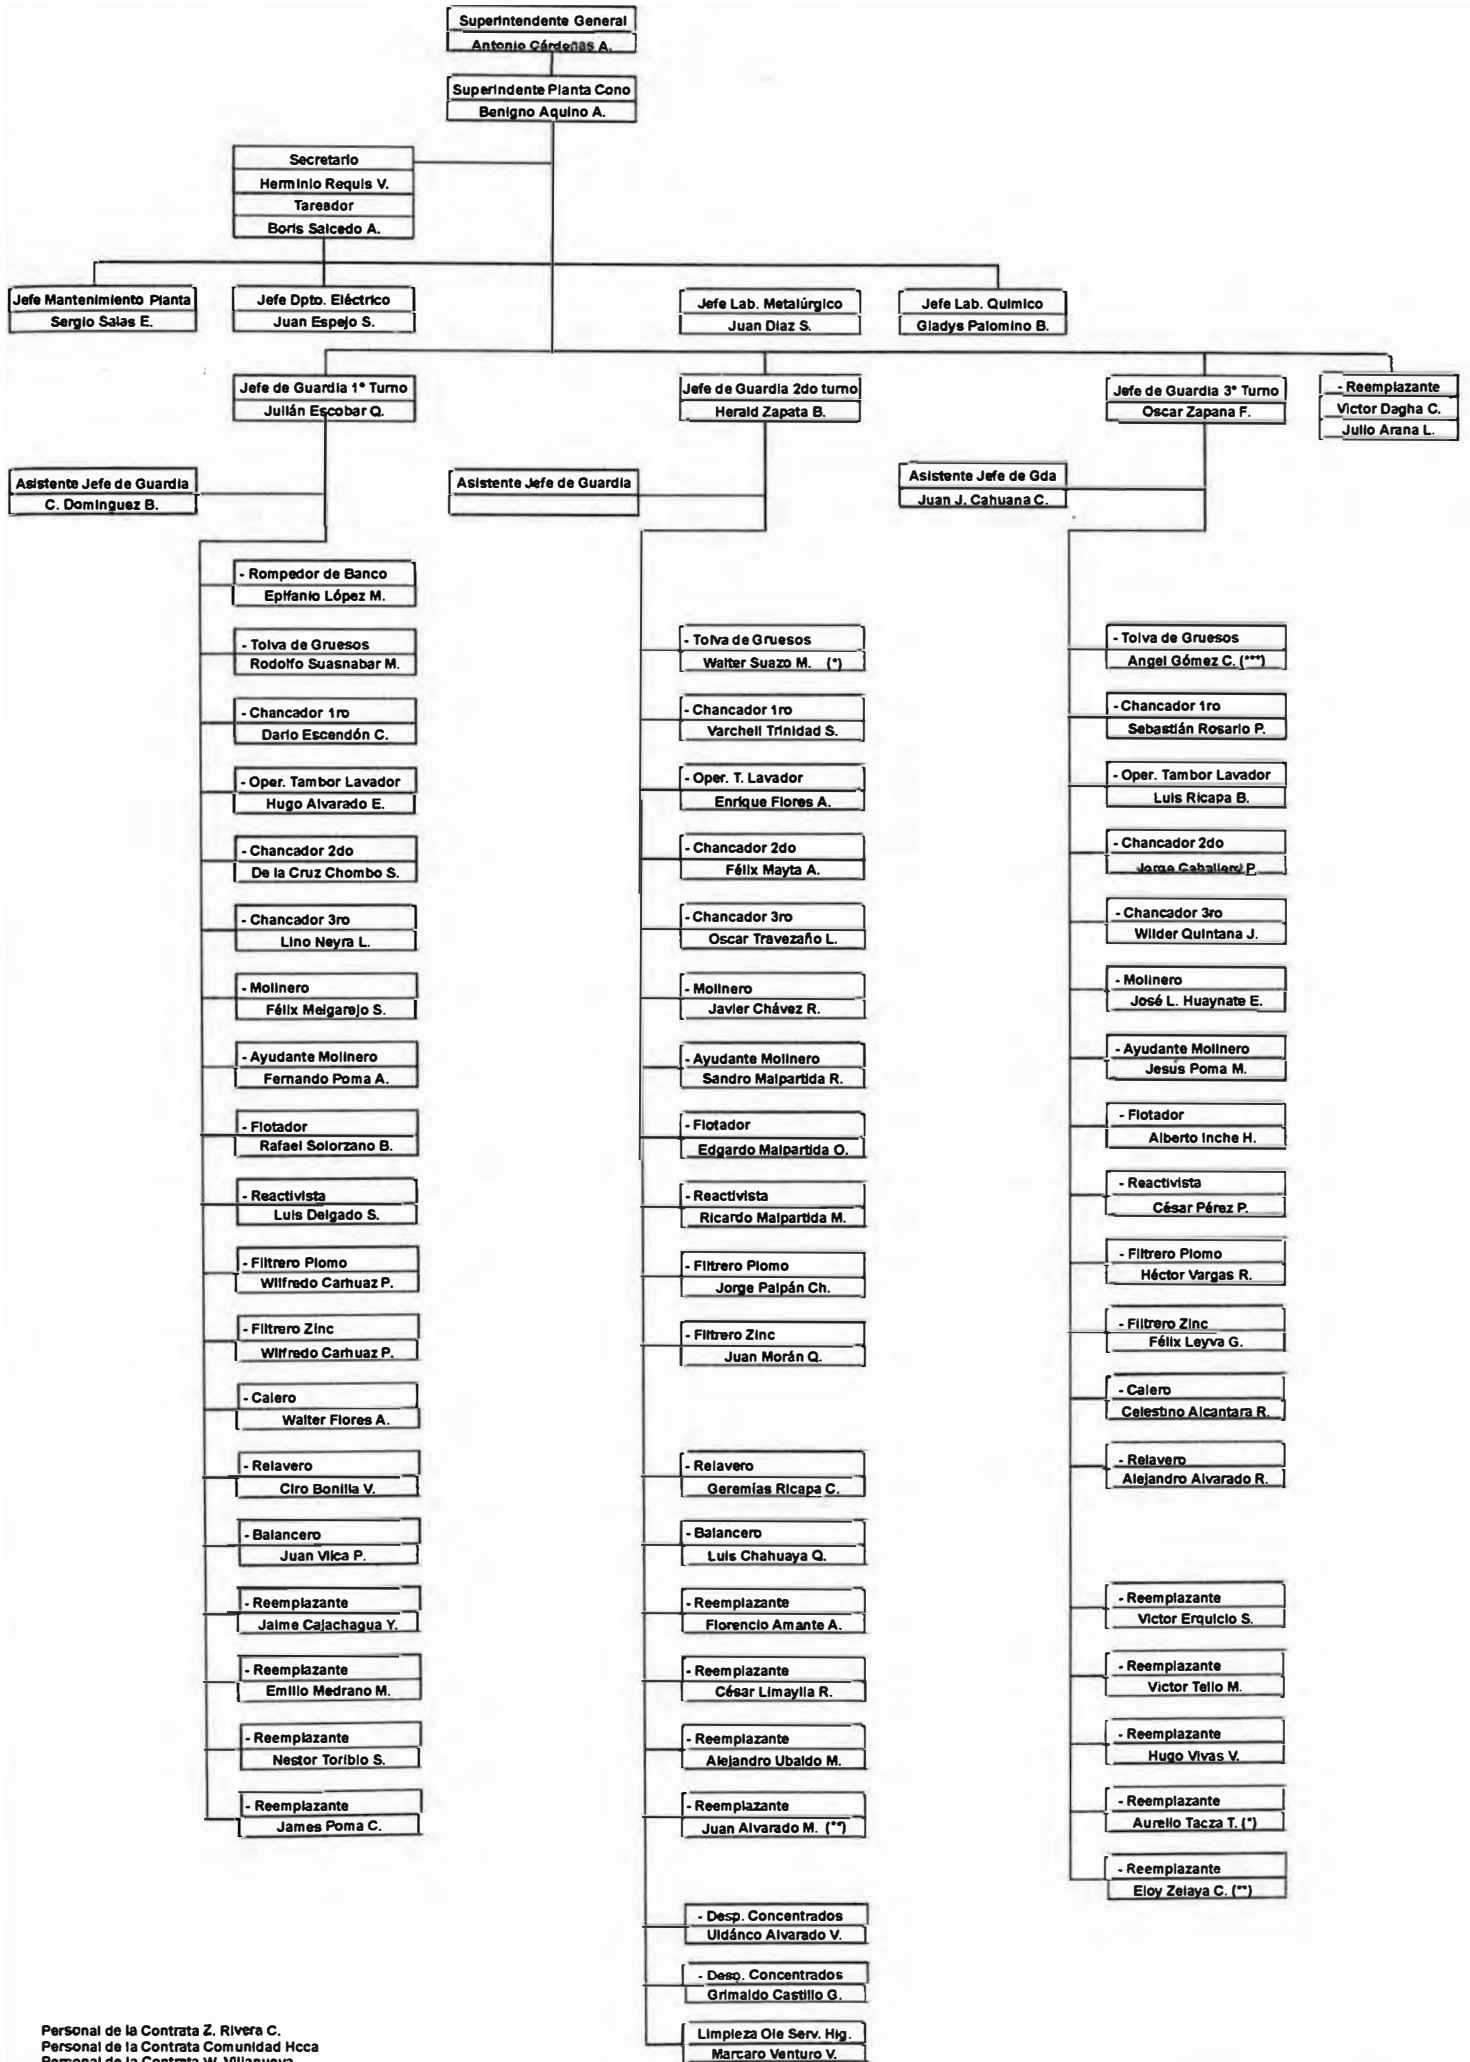 Superintendente General
Antonio Cárdenas A.
Superindente Planta Cono
Benigno Aquino A.
Secretario
Herminio Requis V.
Tareador
Boris Salcedo A.
Jefe Mantenimiento Planta
Sergio Salas E.
Jefe Dpto. Eléctrico
Juan Espejo S.
Jefe Lab. Metalúrgico
Juan Diaz S.
Jefe Lab. Quimico
Gladys Palomino B.
Jefe de Guardia 1° Turno
Julián Escobar Q.
Jefe de Guardia 2do turno
Herald Zapata B.
Jefe de Guardia 3° Turno
Oscar Zapana F.
- Reemplazante
Victor Dagha C.
Julio Arana L.
Asistente Jefe de Guardia
C. Dominguez B.
Asistente Jefe de Guardia
Asistente Jefe de Gda
Juan J. Cahuana C.
- Rompedor de Banco
Epifanio López M.
- Tolva de Gruesos
Rodolfo Suasnabar M.
- Chancador 1ro
Dario Escendón C.
- Oper. Tambor Lavador
Hugo Alvarado E.
- Chancador 2do
De la Cruz Chombo S.
- Chancador 3ro
Lino Neyra L.
- Molinero
Félix Melgarejo S.
- Ayudante Molinero
Fernando Poma A.
- Flotador
Rafael Solorzano B.
- Reactivista
Luis Delgado S.
- Filtrero Plomo
Wilfredo Carhuaz P.
- Filtrero Zinc
Wilfredo Carhuaz P.
- Calero
Walter Flores A.
- Relavero
Ciro Bonilla V.
- Balancero
Juan Vilca P.
- Reemplazante
Jaime Cajachagua Y.
- Reemplazante
Emilio Medrano M.
- Reemplazante
Nestor Toribio S.
- Reemplazante
James Poma C.
- Tolva de Gruesos
Walter Suazo M. (*)
- Chancador 1ro
Varchell Trinidad S.
- Oper. T. Lavador
Enrique Flores A.
- Chancador 2do
Félix Mayta A.
- Chancador 3ro
Oscar Travezaño L.
- Molinero
Javier Chávez R.
- Ayudante Molinero
Sandro Malpartida R.
- Flotador
Edgardo Malpartida O.
- Reactivista
Ricardo Malpartida M.
- Filtrero Plomo
Jorge Palpán Ch.
- Filtrero Zinc
Juan Morán Q.
- Relavero
Geremías Ricapa C.
- Balancero
Luis Chahuaya Q.
- Reemplazante
Florencio Amante A.
- Reemplazante
César Limaylla R.
- Reemplazante
Alejandro Ubaldo M.
- Reemplazante
Juan Alvarado M. (**)
- Desp. Concentrados
Uldánco Alvarado V.
- Desp. Concentrados
Grimaldo Castillo G.
Limpieza Ole Serv. Hig.
Marcaro Venturo V.
- Tolva de Gruesos
Angel Gómez C. (***)
- Chancador 1ro
Sebastián Rosario P.
- Oper. Tambor Lavador
Luis Ricapa B.
- Chancador 2do
Jorge Caballero P.
- Chancador 3ro
Wilder Quintana J.
- Molinero
José L. Huaynate E.
- Ayudante Molinero
Jesús Poma M.
- Flotador
Alberto Inche H.
- Reactivista
César Pérez P.
- Filtrero Plomo
Héctor Vargas R.
- Filtrero Zinc
Félix Leyva G.
- Calero
Celestino Alcantara R.
- Relavero
Alejandro Alvarado R.
- Reemplazante
Victor Erquicio S.
- Reemplazante
Victor Tello M.
- Reemplazante
Hugo Vivas V.
- Reemplazante
Aurelio Tacza T. (*)
- Reemplazante
Eloy Zelaya C. (**)
Personal de la Contrata Z. Rivera C.
Personal de la Contrata Comunidad Hcca
Personal de la Contrata W. Villanueva